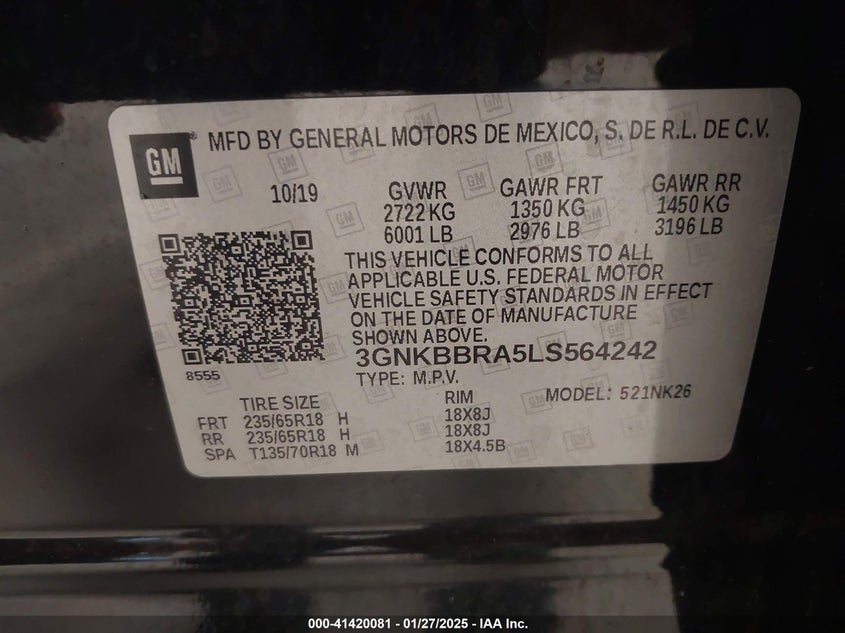 GM
MFD BY GENERAL MOTORS DE MEXICO, S. DE R.L. DE C.V.
10/19
GVWR GAWR FRT GAWR RR
2722 KG 1350 KG 1450 KG
6001 LB 2976 LB 3196 LB
THIS VEHICLE CONFORMS TO ALL
APPLICABLE U.S. FEDERAL MOTOR
VEHICLE SAFETY STANDARDS IN EFFECT
ON THE DATE OF MANUFACTURE
SHOWN ABOVE.
3GNKBBRA5LS564242
8555
TYPE: M.P.V.
MODEL: 521NK26
TIRE SIZE RIM
FRT 235/65R18 H 18X8J
RR 235/65R18 H 18X8J
SPA T135/70R18 M 18X4.5B
000-41420081 - 01/27/2025 - IAA Inc.